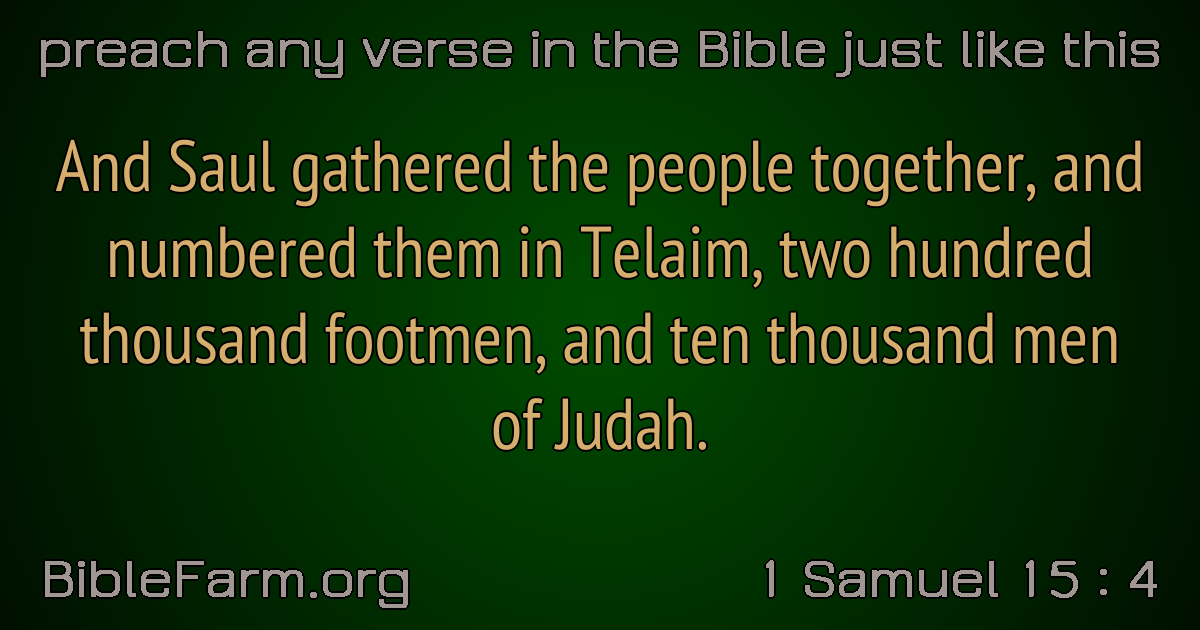 preach any verse in the Bible just like this
And Saul gathered the people together, and
numbered them in Telaim, two hundred
thousand footmen, and ten thousand men
of Judah.
BibleFarm.org
1 Samuel 15 : 4